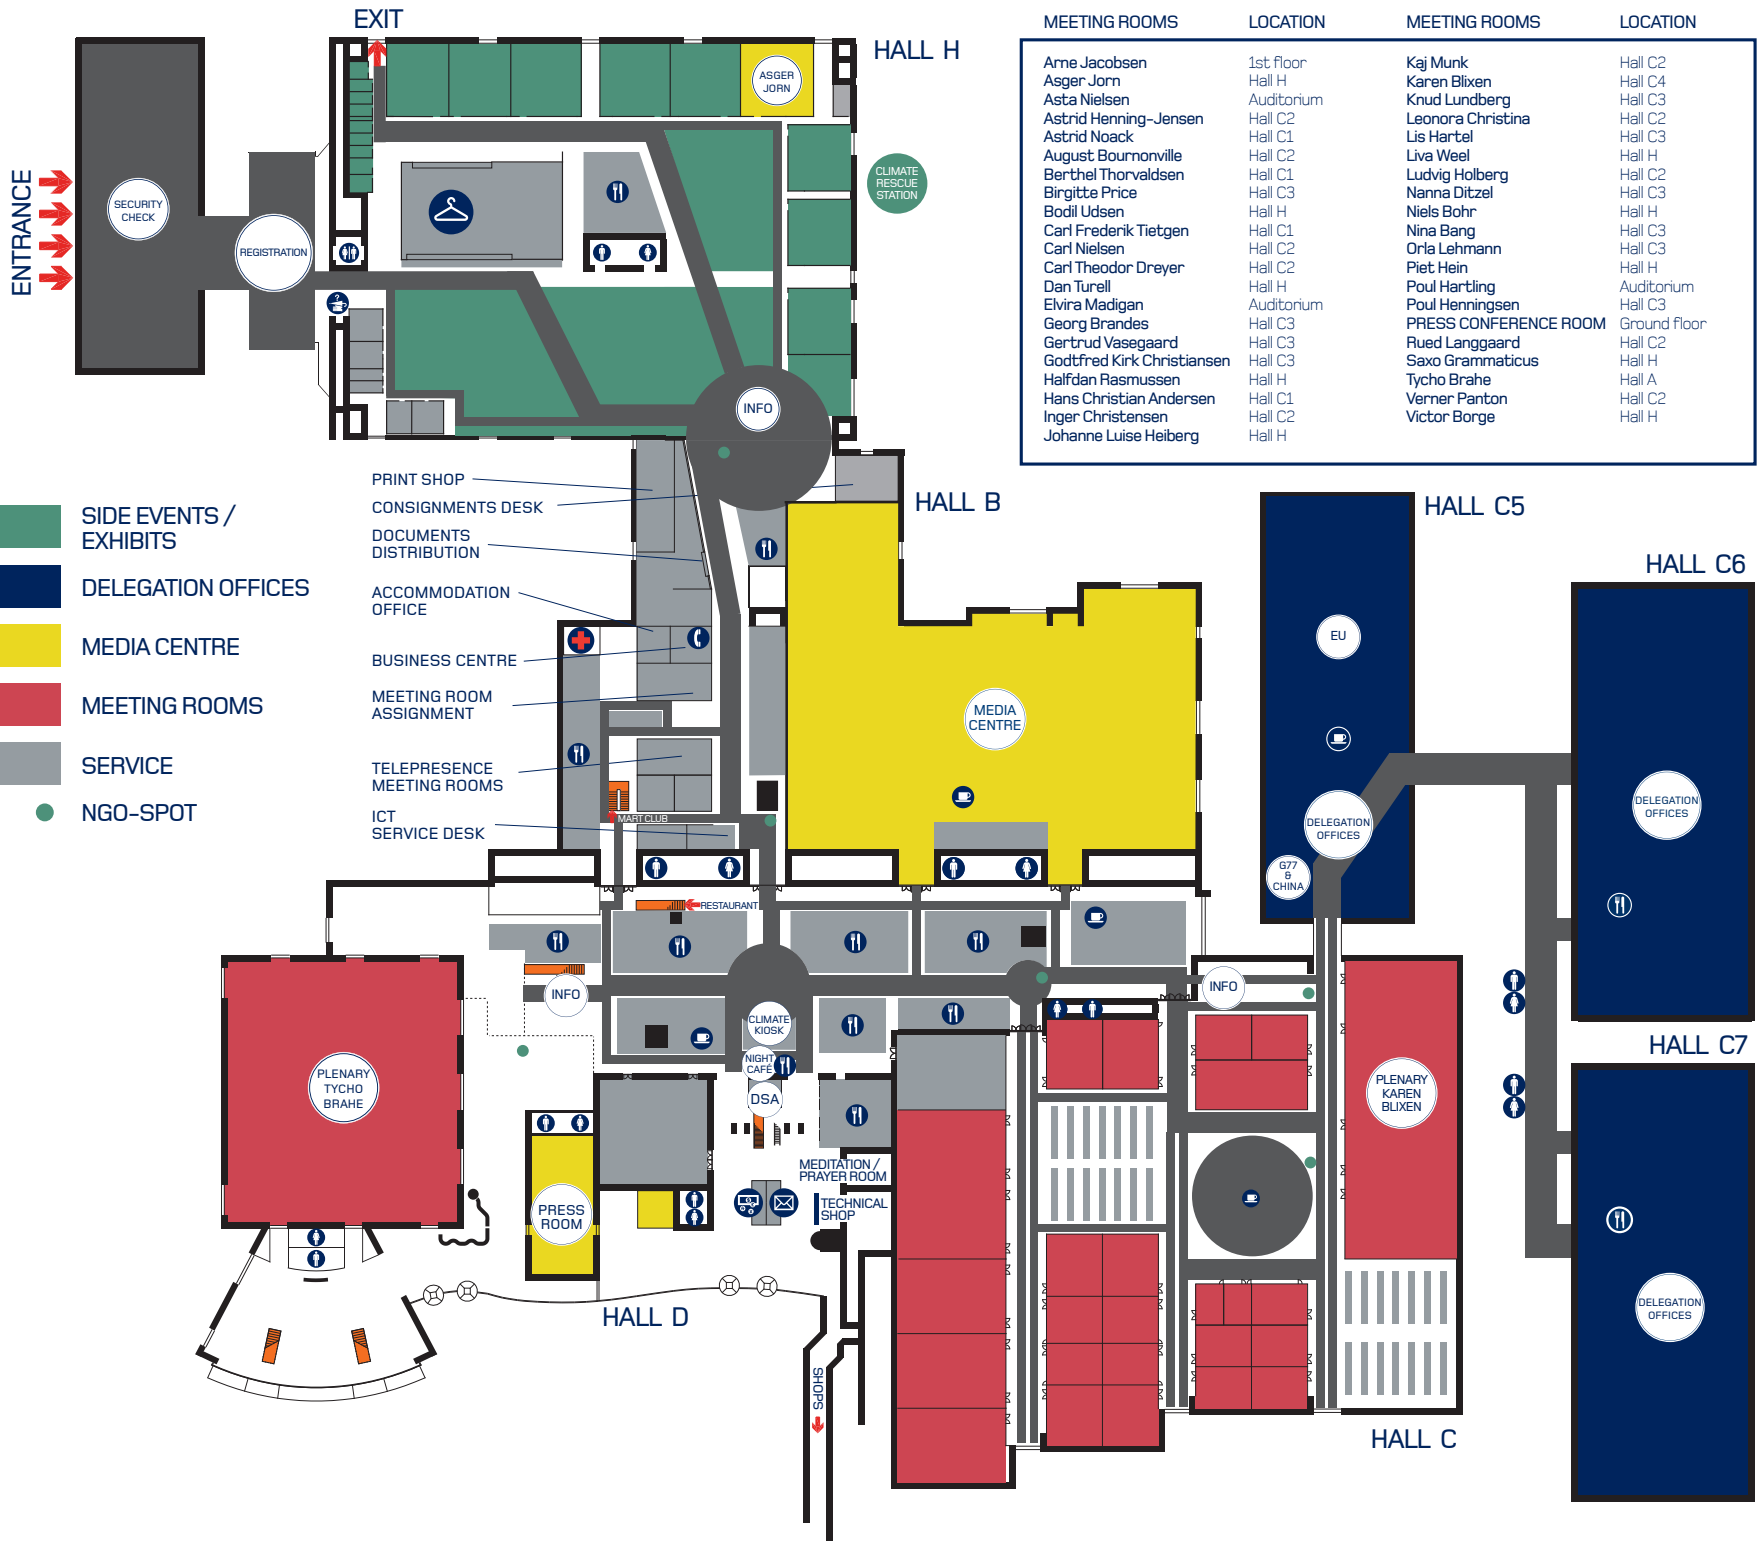 EXIT
HALL H
ASGER
JORN
CLIMATE
RESCUE
STATION
ENTRANCE
SECURITY
CHECK
REGISTRATION
INFO
MEETING ROOMS LOCATION MEETING ROOMS LOCATION
Arne Jacobsen 1st floor Kaj Munk Hall C2
Asger Jorn Hall H Karen Blixen Hall C4
Asta Nielsen Auditorium Knud Lundberg Hall C3
Astrid Henning-Jensen Hall C2 Leonora Christina Hall C2
Astrid Noack Hall C1 Lis Hartel Hall C3
August Bournonville Hall C2 Liva Weel Hall H
Berthel Thorvaldsen Hall C1 Ludvig Holberg Hall C2
Birgitte Price Hall C3 Nanna Ditzel Hall C3
Bodil Udsen Hall H Niels Bohr Hall H
Carl Frederik Tietgen Hall C1 Nina Bang Hall C3
Carl Nielsen Hall C2 Orla Lehmann Hall C3
Carl Theodor Dreyer Hall C2 Piet Hein Hall H
Dan Turell Hall H Poul Hartling Auditorium
Elvira Madigan Auditorium Poul Henningsen Hall C3
Georg Brandes Hall C3 PRESS CONFERENCE ROOM Ground floor
Gertrud Vasegaard Hall C3 Rued Langgaard Hall C2
Godtfred Kirk Christiansen Hall C3 Saxo Grammaticus Hall H
Halfdan Rasmussen Hall H Tycho Brahe Hall A
Hans Christian Andersen Hall C1 Verner Panton Hall C2
Inger Christensen Hall C2 Victor Borge Hall H
Johanne Luise Heiberg Hall H
SIDE EVENTS /
EXHIBITS
DELEGATION OFFICES
MEDIA CENTRE
MEETING ROOMS
SERVICE
NGO-SPOT
PRINT SHOP
CONSIGNMENTS DESK
DOCUMENTS
DISTRIBUTION
ACCOMMODATION
OFFICE
BUSINESS CENTRE
MEETING ROOM
ASSIGNMENT
TELEPRESENCE
MEETING ROOMS
ICT
SERVICE DESK
MART CLUB
HALL B
MEDIA
CENTRE
HALL C5
EU
DELEGATION
OFFICES
G77
&
CHINA
HALL C6
DELEGATION
OFFICES
HALL C7
DELEGATION
OFFICES
RESTAURANT
INFO
CLIMATE
KIOSK
NIGHT
CAFÉ
DSA
INFO
PLENARY
TYCHO
BRAHE
PLENARY
KAREN
BLIXEN
PRESS
ROOM
MEDITATION /
PRAYER ROOM
TECHNICAL
SHOP
HALL D
SHOPS
HALL C